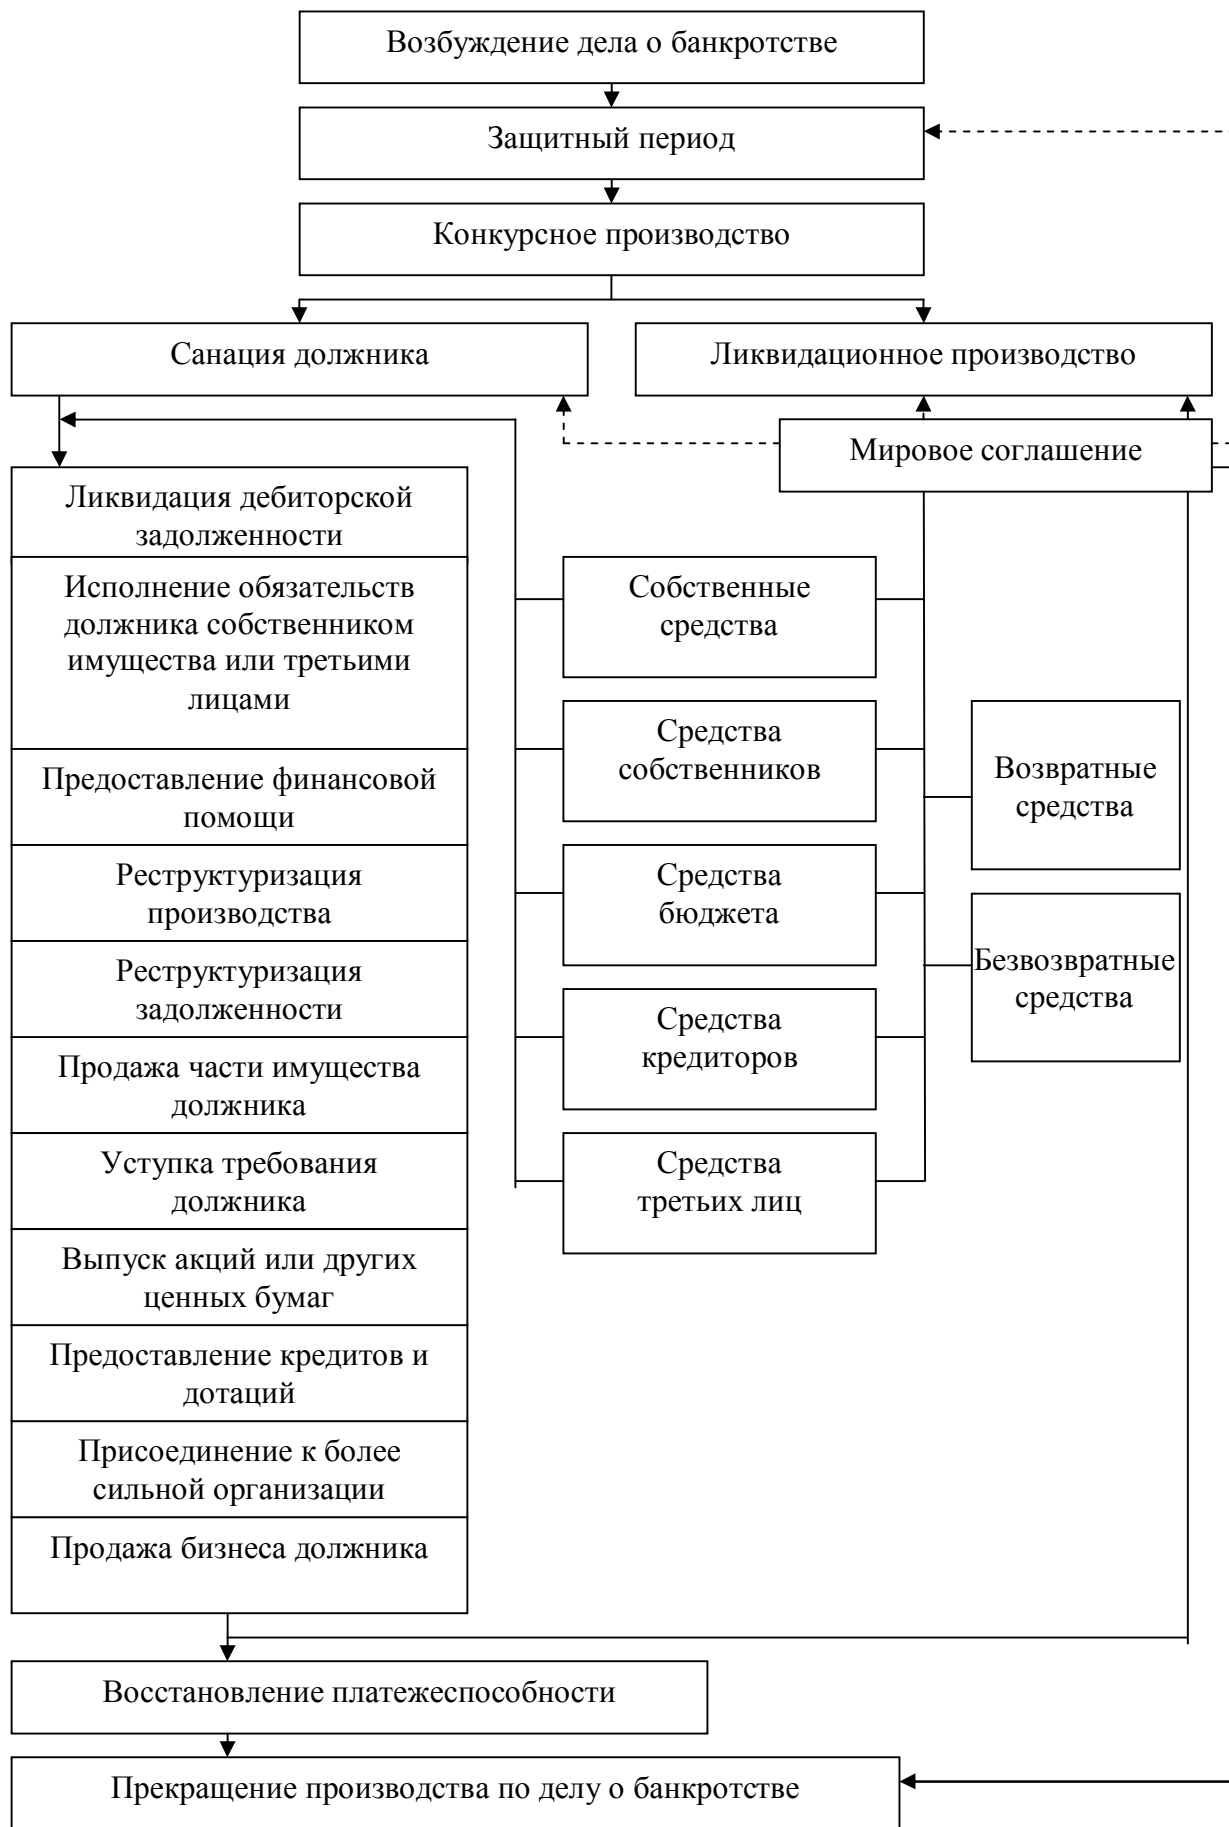 Возбуждение дела о банкротстве
Защитный период
Конкурсное производство
Санация должника
Ликвидационное производство
Мировое соглашение
Ликвидация дебиторской
задолженности
Исполнение обязательств
должника собственником
имущества или третьими
лицами
Предоставление финансовой
помощи
Реструктуризация
производства
Реструктуризация
задолженности
Продажа части имущества
должника
Уступка требования
должника
Выпуск акций или других
ценных бумаг
Предоставление кредитов и
дотаций
Присоединение к более
сильной организации
Продажа бизнеса должника
Собственные
средства
Средства
собственников
Средства
бюджета
Средства
кредиторов
Средства
третьих лиц
Возвратные
средства
Безвозвратные
средства
Восстановление платежеспособности
Прекращение производства по делу о банкротстве